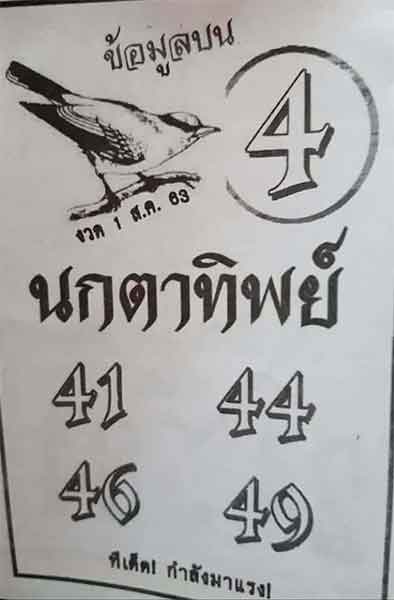 ข้อมูลบน
4
งวด 1 ส.ค. 63
นกตาทิพย์
41 44
46 49
ทีเด็ด! กำลังมาแรง!